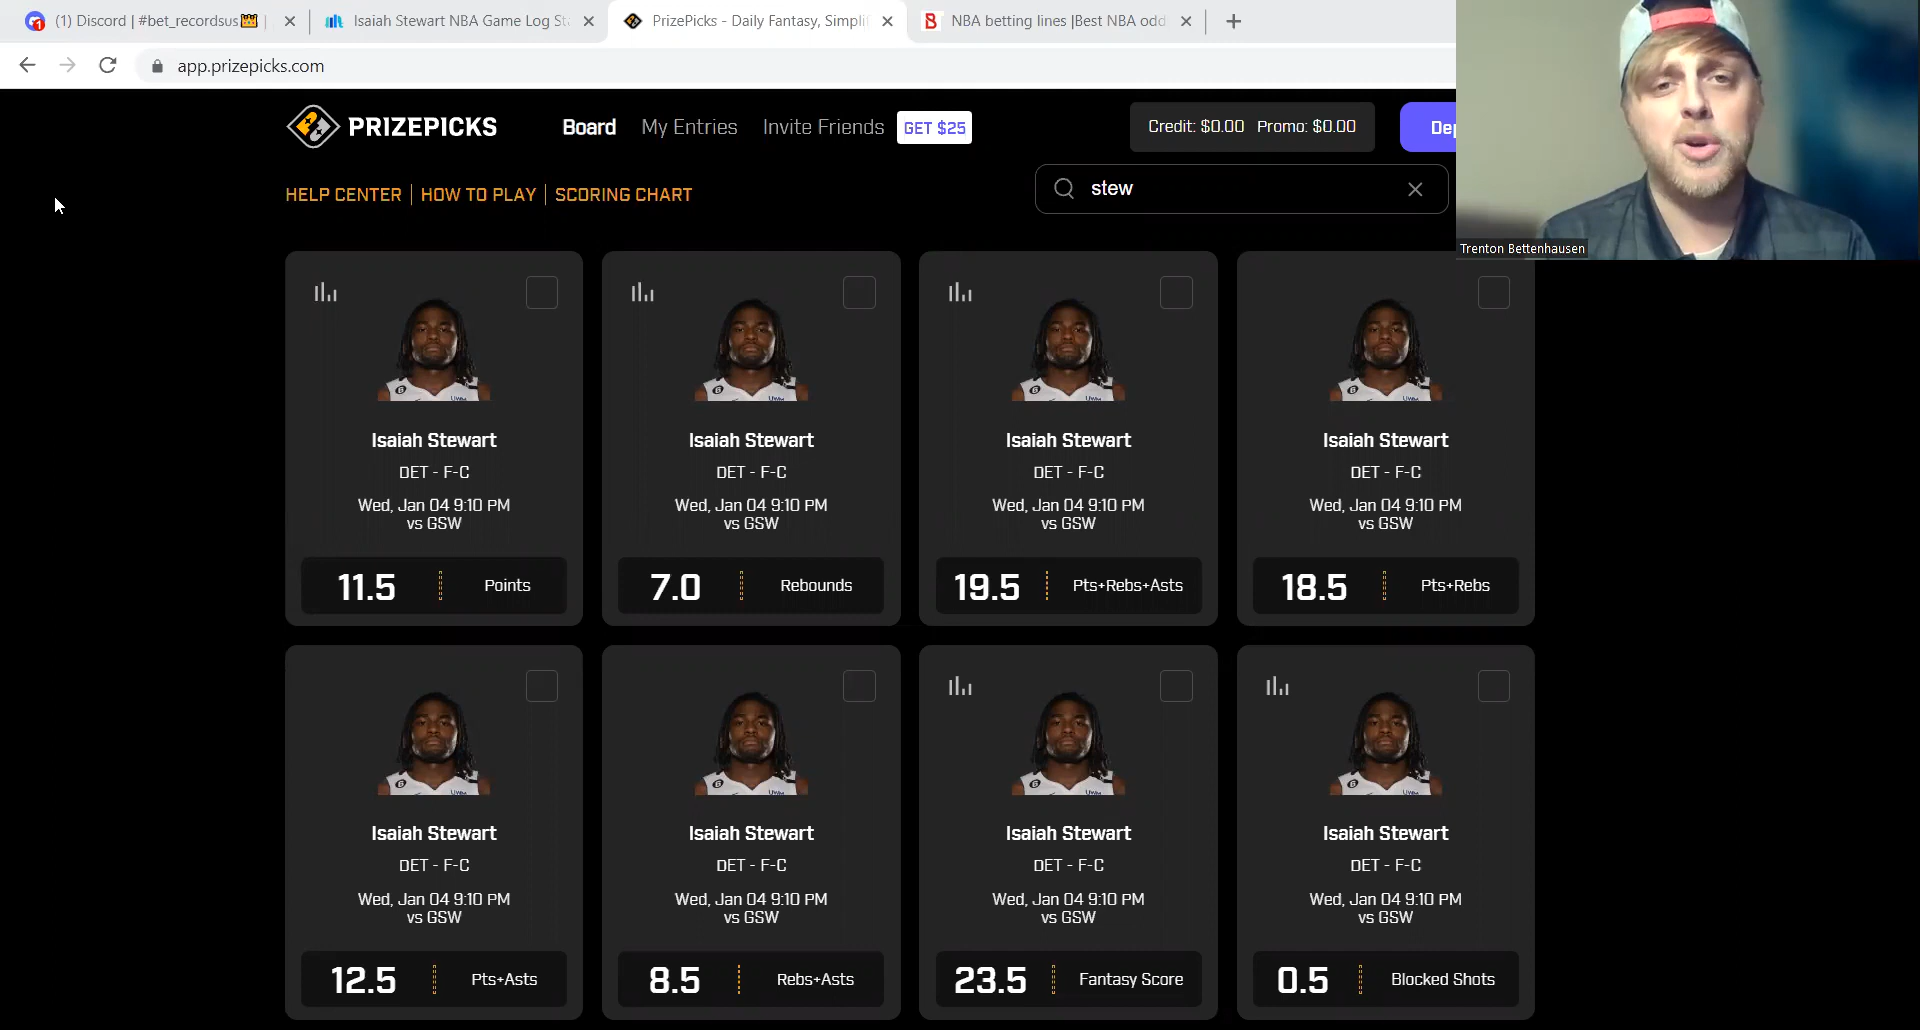 (1) Discord | #bet_recordsus👑 |
Isaiah Stewart NBA Game Log Sta
PrizePicks - Daily Fantasy, Simplif
NBA betting lines |Best NBA odd
app.prizepicks.com
PRIZEPICKS
Board
My Entries
Invite Friends
GET $25
Credit: $0.00 Promo: $0.00
Dep
HELP CENTER | HOW TO PLAY | SCORING CHART
stew
Trenton Bettenhausen
Isaiah Stewart
DET - F-C
Wed, Jan 04 9:10 PM
vs GSW
11.5 Points
Isaiah Stewart
DET - F-C
Wed, Jan 04 9:10 PM
vs GSW
7.0 Rebounds
Isaiah Stewart
DET - F-C
Wed, Jan 04 9:10 PM
vs GSW
19.5 Pts+Rebs+Asts
Isaiah Stewart
DET - F-C
Wed, Jan 04 9:10 PM
vs GSW
18.5 Pts+Rebs
Isaiah Stewart
DET - F-C
Wed, Jan 04 9:10 PM
vs GSW
12.5 Pts+Asts
Isaiah Stewart
DET - F-C
Wed, Jan 04 9:10 PM
vs GSW
8.5 Rebs+Asts
Isaiah Stewart
DET - F-C
Wed, Jan 04 9:10 PM
vs GSW
23.5 Fantasy Score
Isaiah Stewart
DET - F-C
Wed, Jan 04 9:10 PM
vs GSW
0.5 Blocked Shots